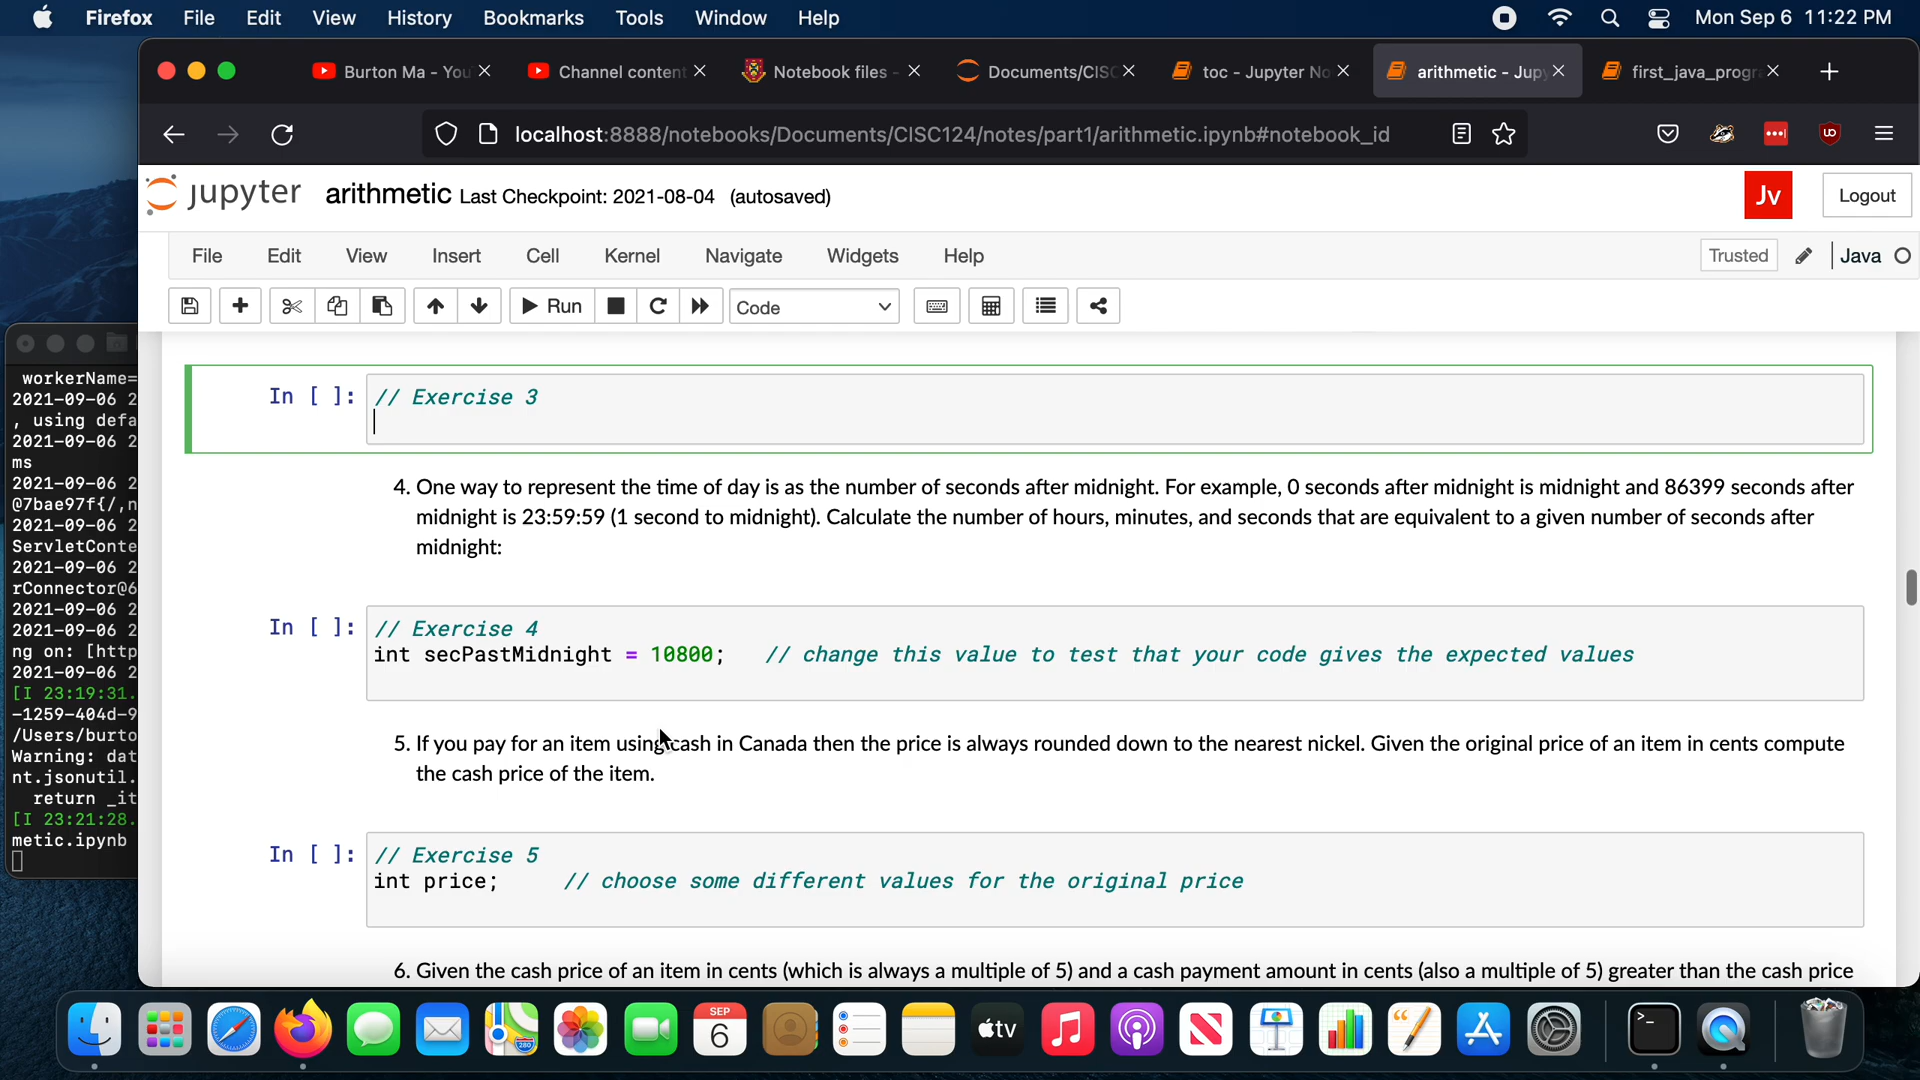 Firefox File Edit View History Bookmarks Tools Window Help Mon Sep 6 11:22 PM
Burton Ma - You Channel content Notebook files - Documents/CISC toc - Jupyter No arithmetic - Jupy first_java_progra
localhost:8888/notebooks/Documents/CISC124/notes/part1/arithmetic.ipynb#notebook_id
jupyter arithmetic Last Checkpoint: 2021-08-04 (autosaved) Jv Logout
File Edit View Insert Cell Kernel Navigate Widgets Help Trusted Java
Run Code
In [ ]: // Exercise 3
4. One way to represent the time of day is as the number of seconds after midnight. For example, 0 seconds after midnight is midnight and 86399 seconds after
midnight is 23:59:59 (1 second to midnight). Calculate the number of hours, minutes, and seconds that are equivalent to a given number of seconds after
midnight:
In [ ]: // Exercise 4
int secPastMidnight = 10800; // change this value to test that your code gives the expected values
5. If you pay for an item using cash in Canada then the price is always rounded down to the nearest nickel. Given the original price of an item in cents compute
the cash price of the item.
In [ ]: // Exercise 5
int price; // choose some different values for the original price
6. Given the cash price of an item in cents (which is always a multiple of 5) and a cash payment amount in cents (also a multiple of 5) greater than the cash price
workerName=
2021-09-06 2
, using defa
2021-09-06 2
ms
2021-09-06 2
@7bae97f{/,n
2021-09-06 2
ServletConte
2021-09-06 2
rConnector@6
2021-09-06 2
2021-09-06 2
ng on: [http
2021-09-06 2
[I 23:19:31.
-1259-404d-9
/Users/burto
Warning: dat
nt.jsonutil.
return _it
[I 23:21:28.
metic.ipynb
SEP
6
tv
280